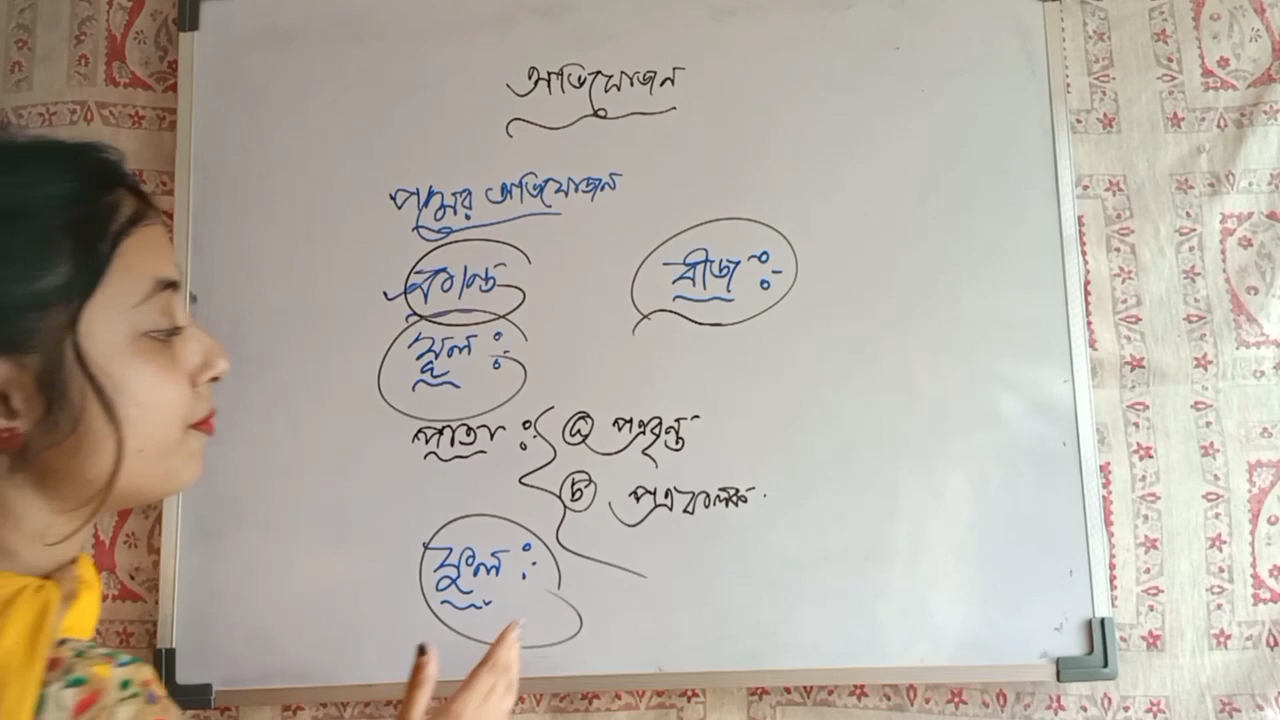 অভিযোজন
পদ্মের অভিযোজন
কান্ড
মূল :
পাতা : ⓐ পত্রবৃন্ত
ⓑ পত্রফলক
ফুল :
বীজ :